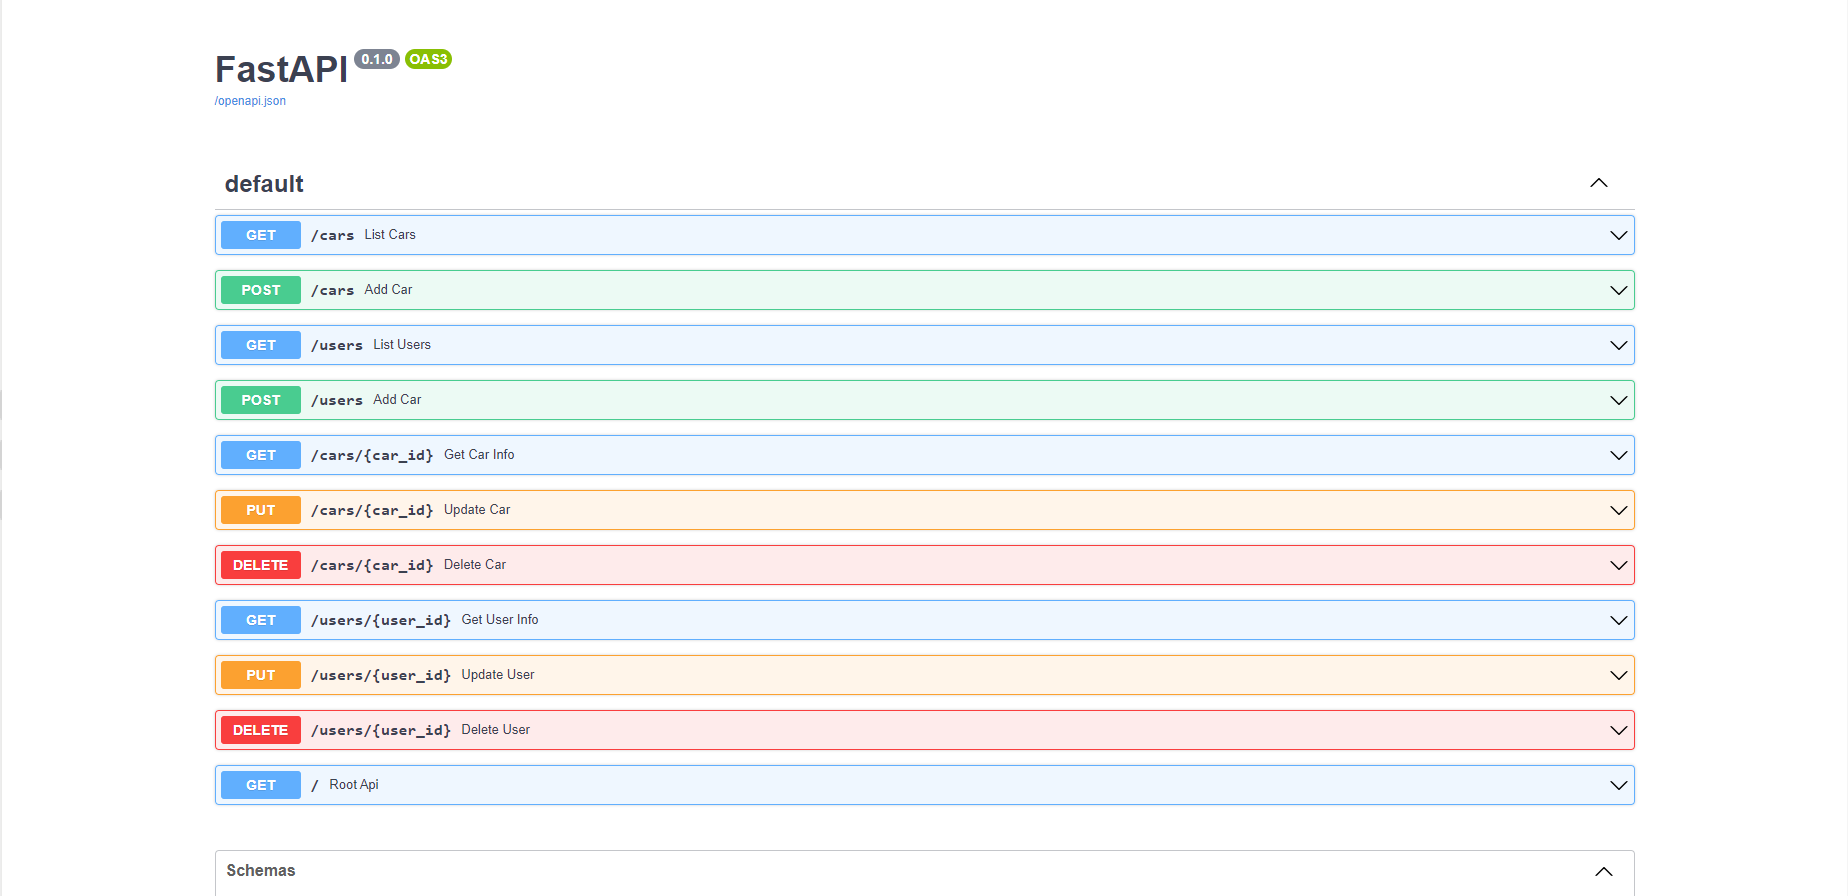 FastAPI 0.1.0 OAS3
/openapi.json
default
GET /cars List Cars
POST /cars Add Car
GET /users List Users
POST /users Add Car
GET /cars/{car_id} Get Car Info
PUT /cars/{car_id} Update Car
DELETE /cars/{car_id} Delete Car
GET /users/{user_id} Get User Info
PUT /users/{user_id} Update User
DELETE /users/{user_id} Delete User
GET / Root Api
Schemas